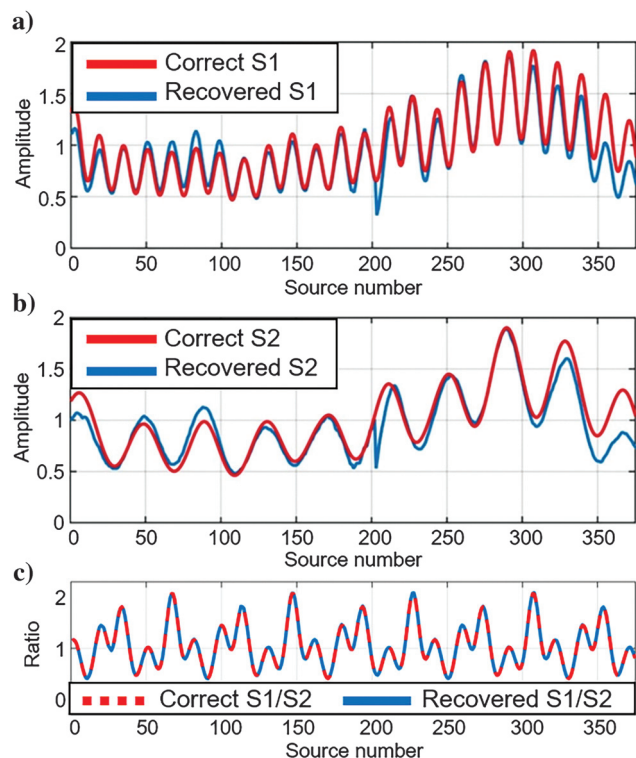 a)
2
1.5
1
0.5
0
Amplitude
Correct S1
Recovered S1
0 50 100 150 200 250 300 350
Source number
b)
2
1.5
1
0.5
0
Amplitude
Correct S2
Recovered S2
0 50 100 150 200 250 300 350
Source number
c)
2
1
0
Ratio
Correct S1/S2 Recovered S1/S2
0 50 100 150 200 250 300 350
Source number